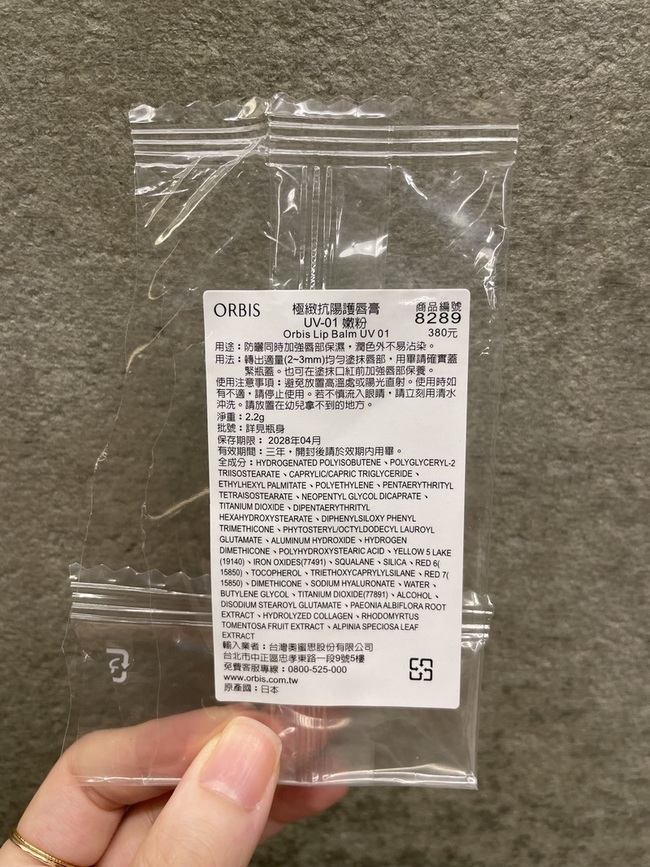 ORBIS
極緻抗陽護唇膏
UV-01 嫩粉
Orbis Lip Balm UV 01
商品編號
8289
380元
用途：防曬同時加強唇部保濕，潤色外不易沾染。
用法：轉出適量(2~3mm)均勻塗抹唇部，用畢請確實蓋
緊瓶蓋。也可在塗抹口紅前加強唇部保養。
使用注意事項：避免放置高溫處或陽光直射。使用時如
有不適，請停止使用。若不慎流入眼睛，請立刻用清水
沖洗。請放置在幼兒拿不到的地方。
淨重：2.2g
批號：詳見瓶身
保存期限： 2028年04月
有效期間：三年，開封後請於效期內用畢。
全成分：HYDROGENATED POLYISOBUTENE、POLYGLYCERYL-2
TRIISOSTEARATE、CAPRYLIC/CAPRIC TRIGLYCERIDE、
ETHYLHEXYL PALMITATE、POLYETHYLENE、PENTAERYTHRITYL
TETRAISOSTEARATE、NEOPENTYL GLYCOL DICAPRATE、
TITANIUM DIOXIDE、DIPENTAERYTHRITYL
HEXAHYDROXYSTEARATE、DIPHENYLSILOXY PHENYL
TRIMETHICONE、PHYTOSTERYL/OCTYLDODECYL LAUROYL
GLUTAMATE、ALUMINUM HYDROXIDE、HYDROGEN
DIMETHICONE、POLYHYDROXYSTEARIC ACID、YELLOW 5 LAKE
(19140)、IRON OXIDES(77491)、SQUALANE、SILICA、RED 6(
15850)、TOCOPHEROL、TRIETHOXYCAPRYLYLSILANE、RED 7(
15850)、DIMETHICONE、SODIUM HYALURONATE、WATER、
BUTYLENE GLYCOL、TITANIUM DIOXIDE(77891)、ALCOHOL、
DISODIUM STEAROYL GLUTAMATE、PAEONIA ALBIFLORA ROOT
EXTRACT、HYDROLYZED COLLAGEN、RHODOMYRTUS
TOMENTOSA FRUIT EXTRACT、ALPINIA SPECIOSA LEAF
EXTRACT
輸入業者：台灣奧蜜思股份有限公司
台北市中正區忠孝東路一段9號5樓
免費客服專線：0800-525-000
www.orbis.com.tw
原產國：日本